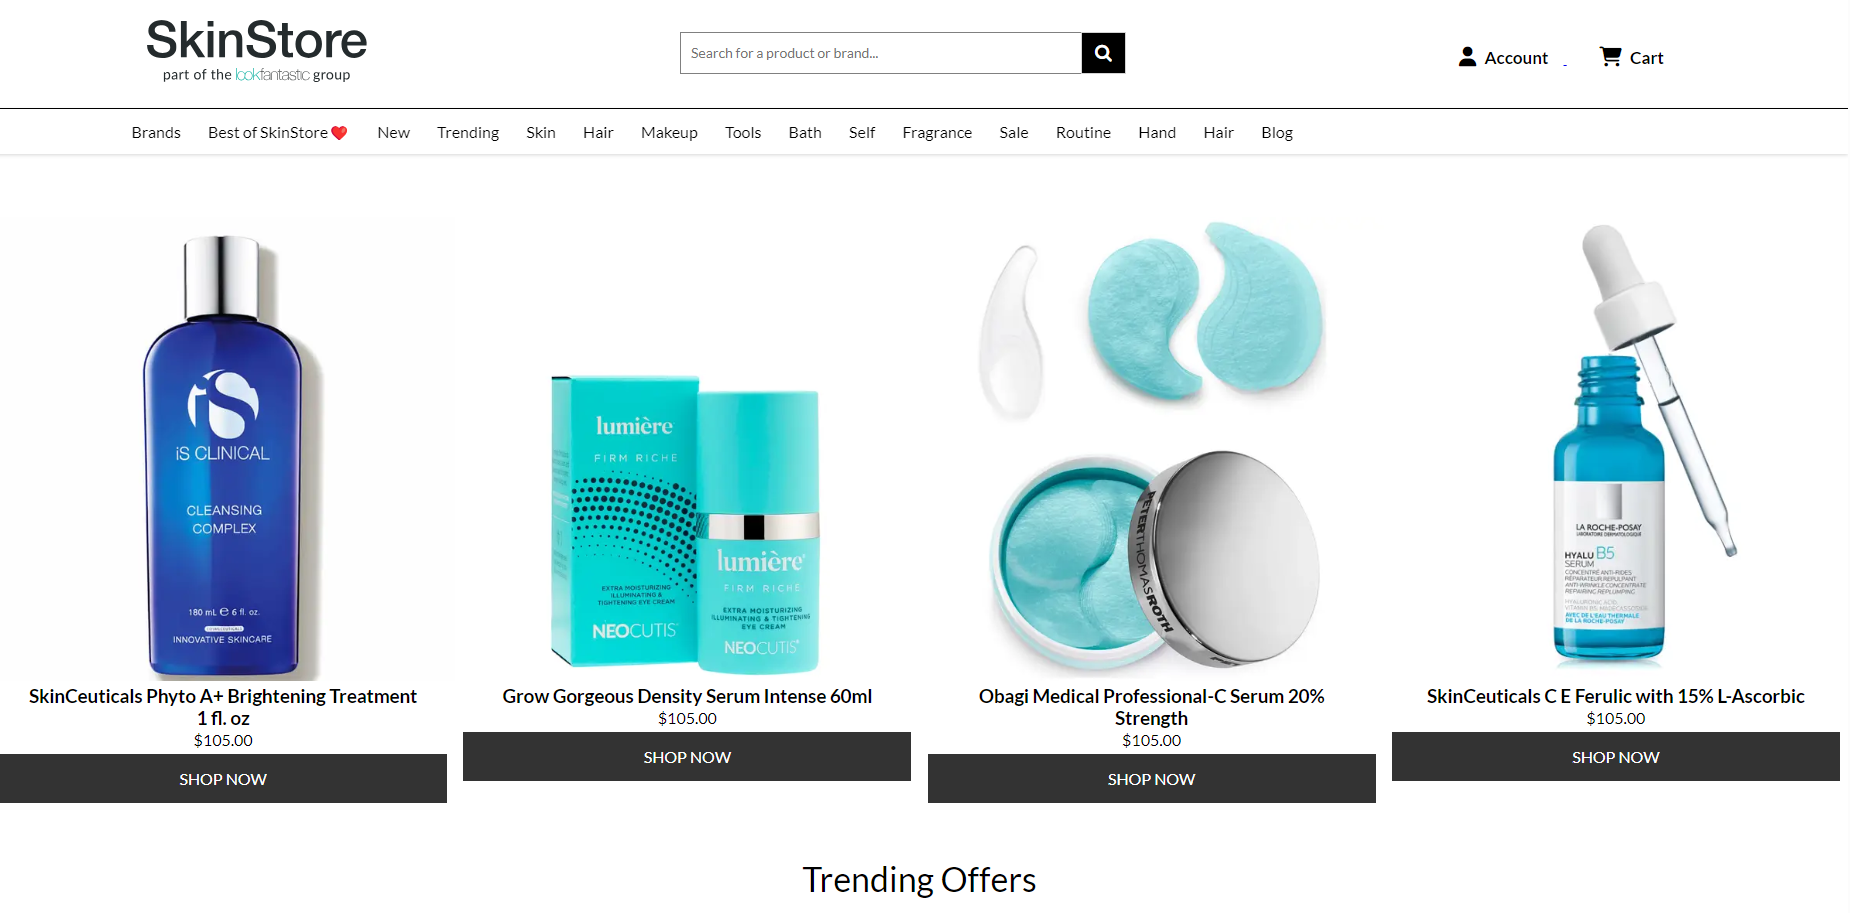 SkinStore
part of the lookfantastic group
Search for a product or brand...
Account
Cart
Brands Best of SkinStore New Trending Skin Hair Makeup Tools Bath Self Fragrance Sale Routine Hand Hair Blog
iS CLINICAL
CLEANSING
COMPLEX
180 mL e 6 fl. oz.
INNOVATIVE SKINCARE
lumière
FIRM RICHE
EXTRA MOISTURIZING
ILLUMINATING &
TIGHTENING EYE CREAM
NEOCUTIS
lumière
FIRM RICHE
EXTRA MOISTURIZING
ILLUMINATING & TIGHTENING
EYE CREAM
NEOCUTIS
PETERTHOMASROTH
LA ROCHE-POSAY
LABORATOIRE DERMATOLOGIQUE
HYALU B5
SERUM
CONCENTRÉ ANTI-RIDES
RÉPARATEUR REPULPANT
ANTI-WRINKLE CONCENTRATE
REPAIRING REPLUMPING
HYALURONIC ACID
AVEC DE L'EAU THERMALE
DE LA ROCHE-POSAY
SkinCeuticals Phyto A+ Brightening Treatment
1 fl. oz
$105.00
SHOP NOW
Grow Gorgeous Density Serum Intense 60ml
$105.00
SHOP NOW
Obagi Medical Professional-C Serum 20%
Strength
$105.00
SHOP NOW
SkinCeuticals C E Ferulic with 15% L-Ascorbic
$105.00
SHOP NOW
Trending Offers